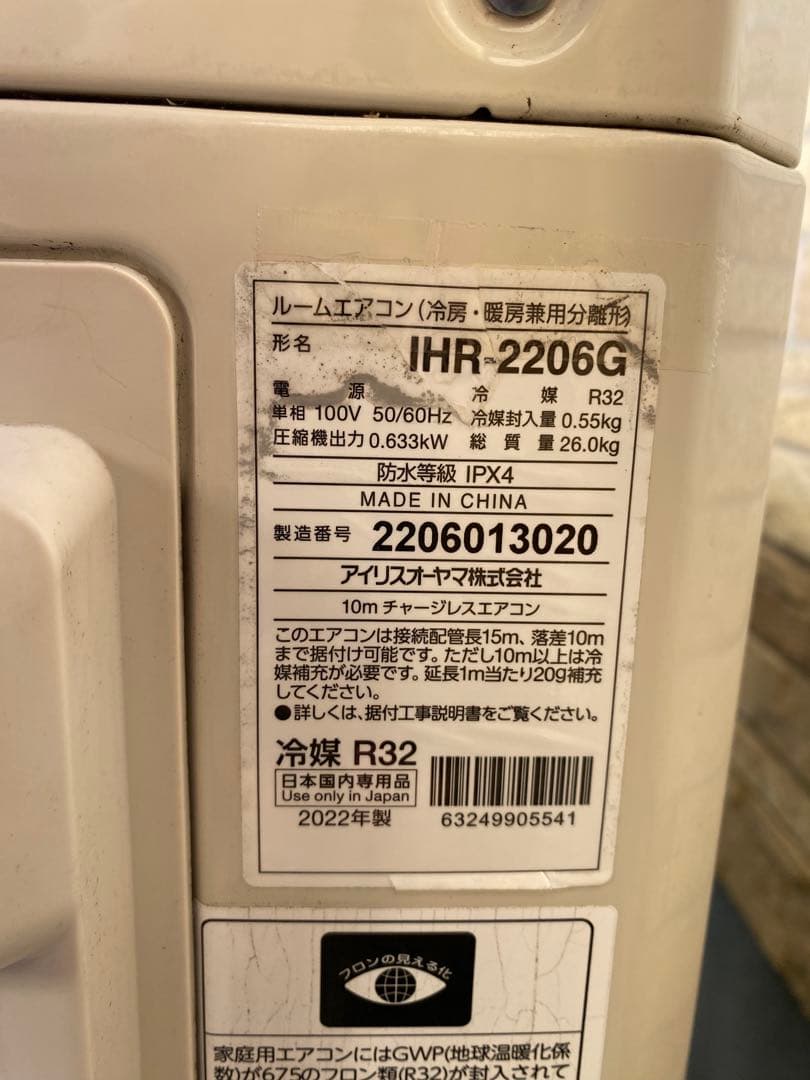 ルームエアコン(冷房・暖房兼用分離形)
形名 IHR-2206G
電源 冷媒 R32
単相 100V 50/60Hz 冷媒封入量 0.55kg
圧縮機出力 0.633kW 総質量 26.0kg
防水等級 IPX4
MADE IN CHINA
製造番号 2206013020
アイリスオーヤマ株式会社
10m チャージレスエアコン
このエアコンは接続配管長15m、落差10m
まで据付け可能です。ただし10m以上は冷
媒補充が必要です。延長1m当たり20g補充
してください。
●詳しくは、据付工事説明書をご覧ください。
冷媒 R32
日本国内専用品
Use only in Japan
2022年製
63249905541
フロンの見える化
家庭用エアコンにはGWP(地球温暖化係
数)が675のフロン類(R32)が封入されて